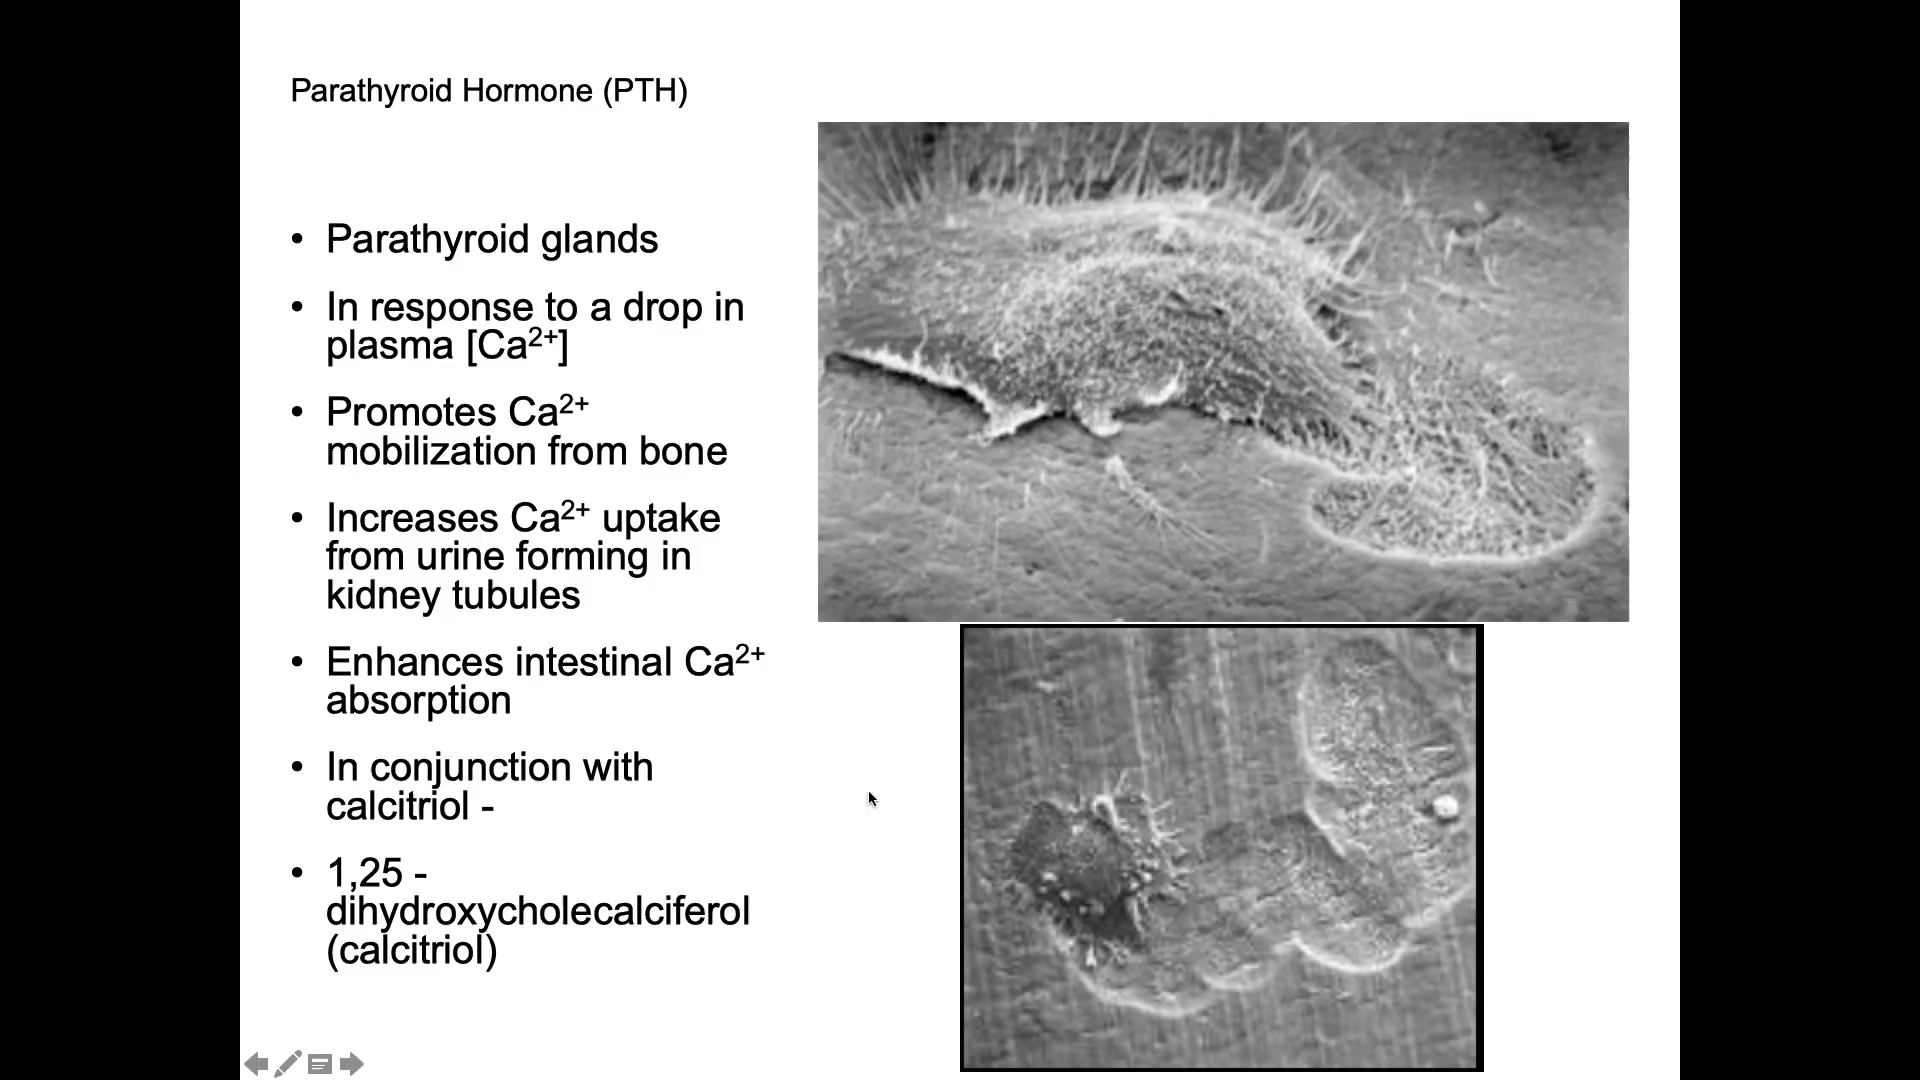 Parathyroid Hormone (PTH)
• Parathyroid glands
• In response to a drop in
plasma [Ca²⁺]
• Promotes Ca²⁺
mobilization from bone
• Increases Ca²⁺ uptake
from urine forming in
kidney tubules
• Enhances intestinal Ca²⁺
absorption
• In conjunction with
calcitriol -
• 1,25 -
dihydroxycholecalciferol
(calcitriol)